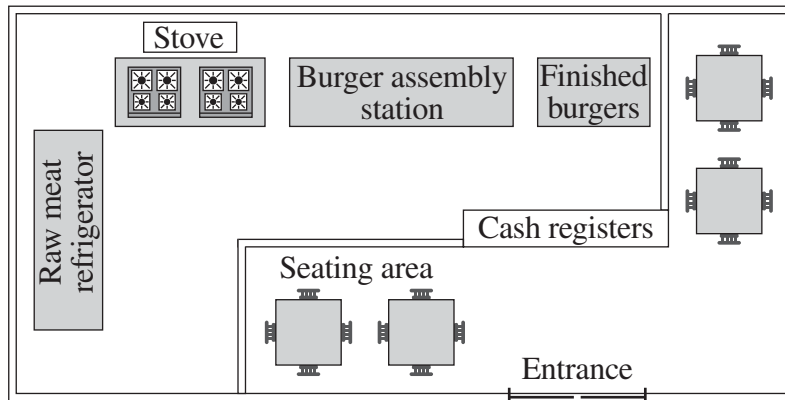 Stove
Burger assembly
station
Finished
burgers
Raw meat
refrigerator
Cash registers
Seating area
Entrance